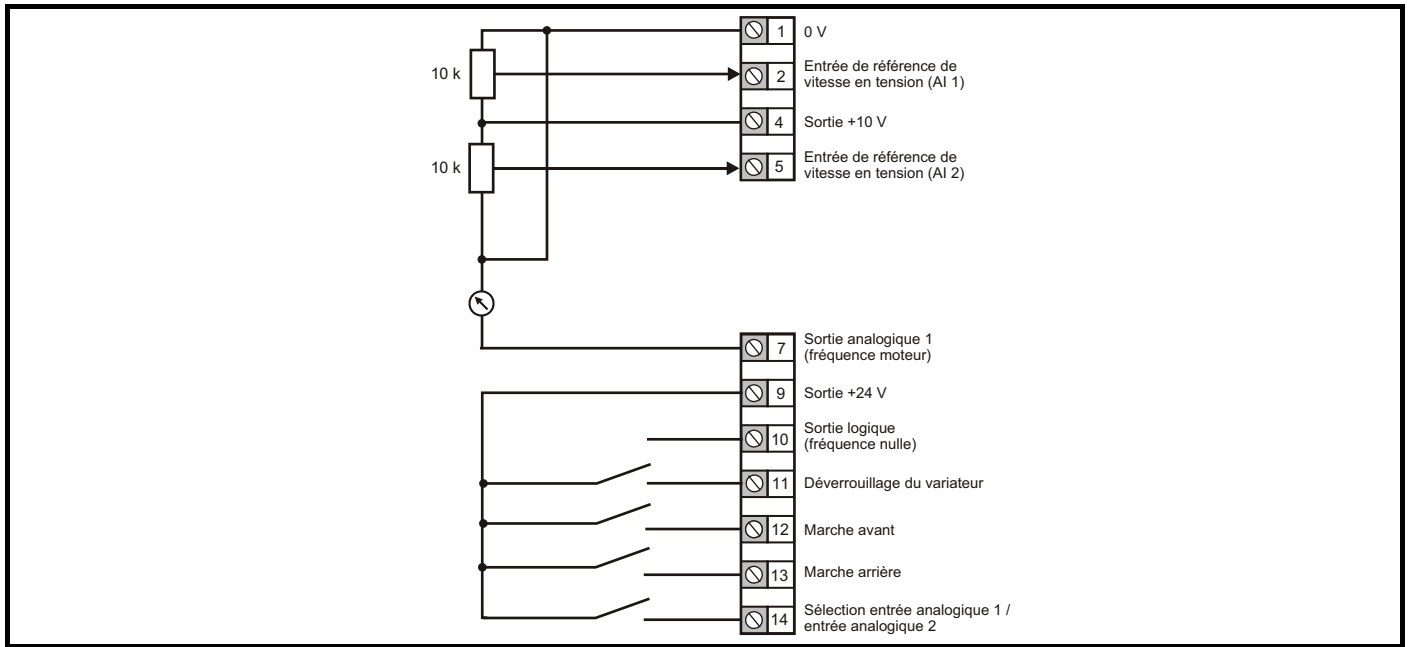 1 0 V
10 k
2 Entrée de référence de
vitesse en tension (AI 1)
4 Sortie +10 V
10 k
5 Entrée de référence de
vitesse en tension (AI 2)
7 Sortie analogique 1
(fréquence moteur)
9 Sortie +24 V
10 Sortie logique
(fréquence nulle)
11 Déverrouillage du variateur
12 Marche avant
13 Marche arrière
14 Sélection entrée analogique 1 /
entrée analogique 2